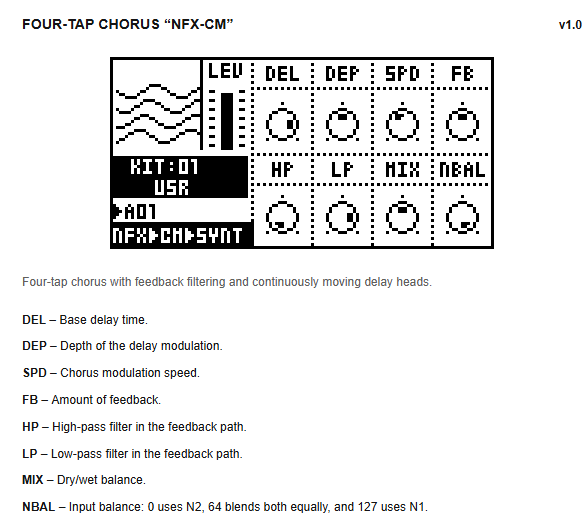 FOUR-TAP CHORUS “NFX-CM” v1.0
LEV DEL DEP SPD FB
KIT:01 HP LP MIX NBAL
USR
A01
NFX▸CM▸SYNT
Four-tap chorus with feedback filtering and continuously moving delay heads.
DEL – Base delay time.
DEP – Depth of the delay modulation.
SPD – Chorus modulation speed.
FB – Amount of feedback.
HP – High-pass filter in the feedback path.
LP – Low-pass filter in the feedback path.
MIX – Dry/wet balance.
NBAL – Input balance: 0 uses N2, 64 blends both equally, and 127 uses N1.